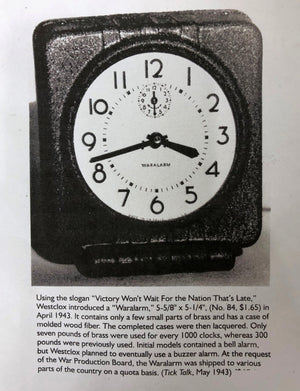 12
11 1
10 2
9 3
8 4
7 5
6
WARALARM
Using the slogan "Victory Won't Wait For the Nation That's Late,"
Westclox introduced a "Waralarm," 5-5/8" x 5-1/4", (No. 84, $1.65) in
April 1943. It contains only a few small parts of brass and has a case of
molded wood fiber. The completed cases were then lacquered. Only
seven pounds of brass were used for every 1000 clocks, whereas 300
pounds were previously used. Initial models contained a bell alarm,
but Westclox planned to eventually use a buzzer alarm. At the request
of the War Production Board, the Waralarm was shipped to various
parts of the country on a quota basis. (Tick Talk, May 1943)